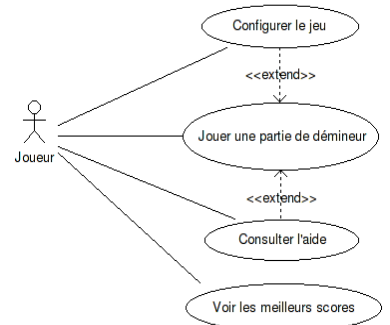 Configurer le jeu
<<extend>>
Jouer une partie de démineur
Joueur
<<extend>>
Consulter l'aide
Voir les meilleurs scores